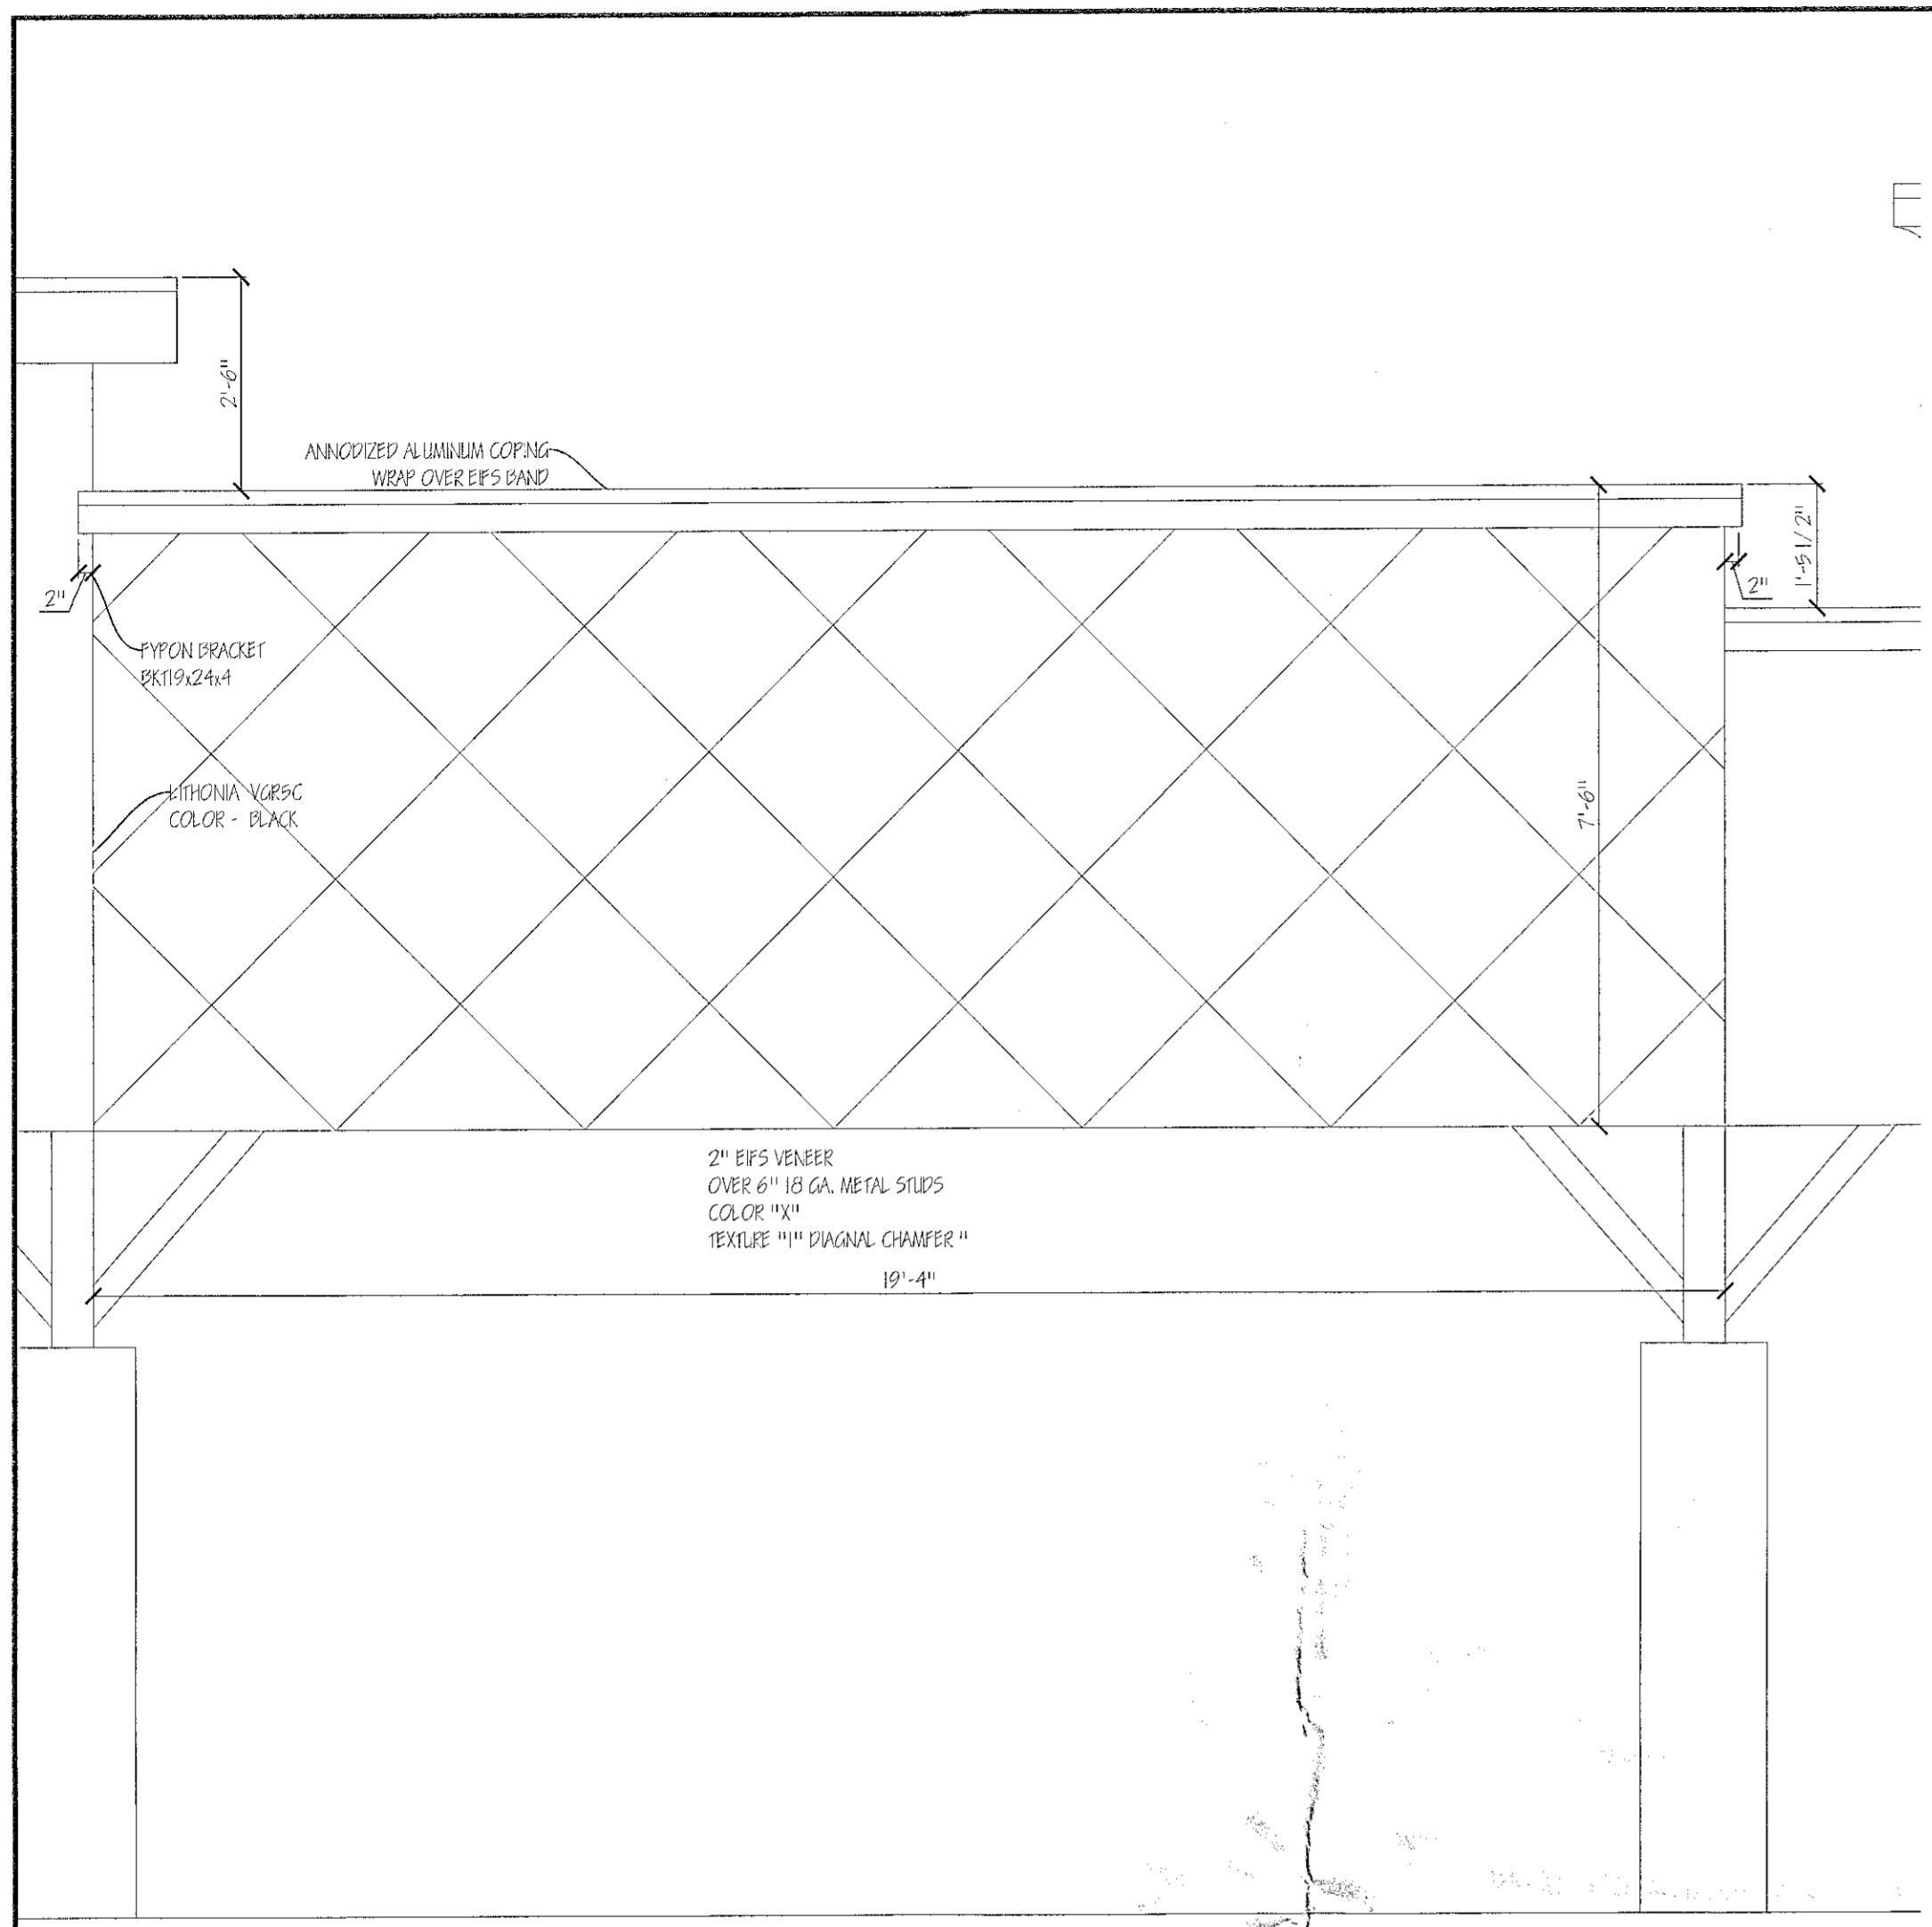 2'-6"
ANNODIZED ALUMINUM COPING
WRAP OVER EIFS BAND
1'-5 1/2"
2"
2"
FYPON BRACKET
BKT19x24x4
LITHONIA VGR5C
COLOR - BLACK
7'-6"
2" EIFS VENEER
OVER 6" 18 GA. METAL STUDS
COLOR "X"
TEXTURE "1" DIAGNAL CHAMFER "
19'-4"